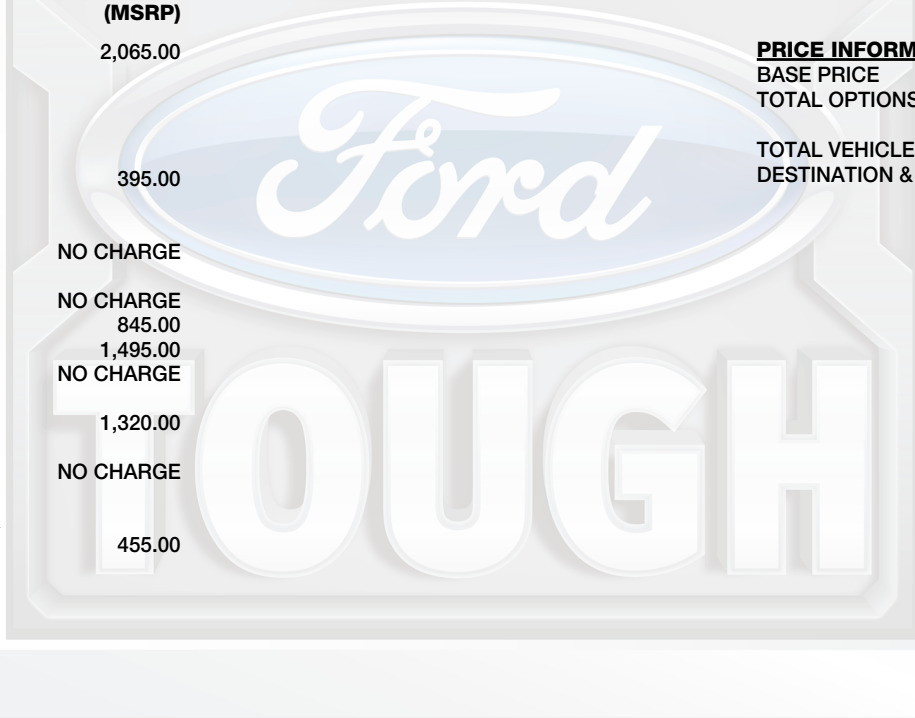 (MSRP)
2,065.00
395.00
NO CHARGE
NO CHARGE
845.00
1,495.00
NO CHARGE
1,320.00
NO CHARGE
455.00
PRICE INFORM
BASE PRICE
TOTAL OPTIONS
TOTAL VEHICLE
DESTINATION &
Ford
TOUGH